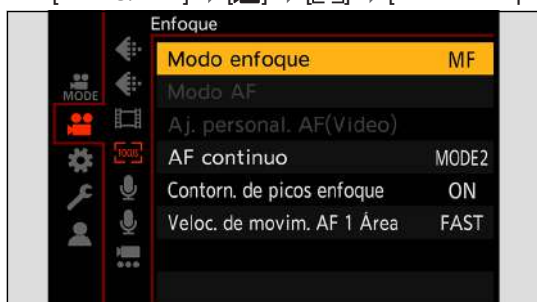 Enfoque
MODE
Modo enfoque MF
Modo AF
Aj. personal. AF(Vídeo)
FOCUS
AF continuo MODE2
Contorn. de picos enfoque ON
Veloc. de movim. AF 1 Área FAST